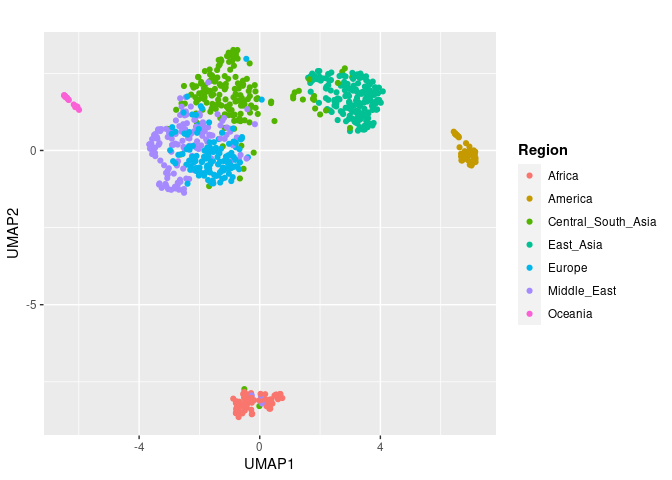 0
-5
UMAP2
-4
0
4
UMAP1
Region
Africa
America
Central_South_Asia
East_Asia
Europe
Middle_East
Oceania